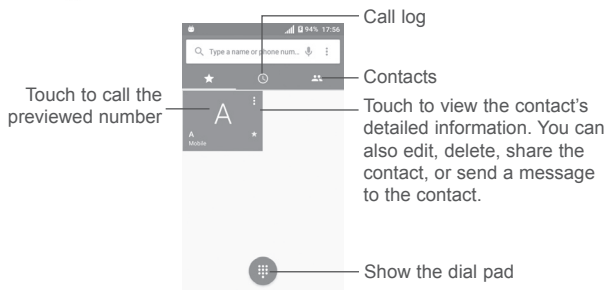 Call log
94% 17:56
Type a name or phone num...
Contacts
Touch to call the
previewed number
A
A
Mobile
Touch to view the contact's
detailed information. You can
also edit, delete, share the
contact, or send a message
to the contact.
Show the dial pad